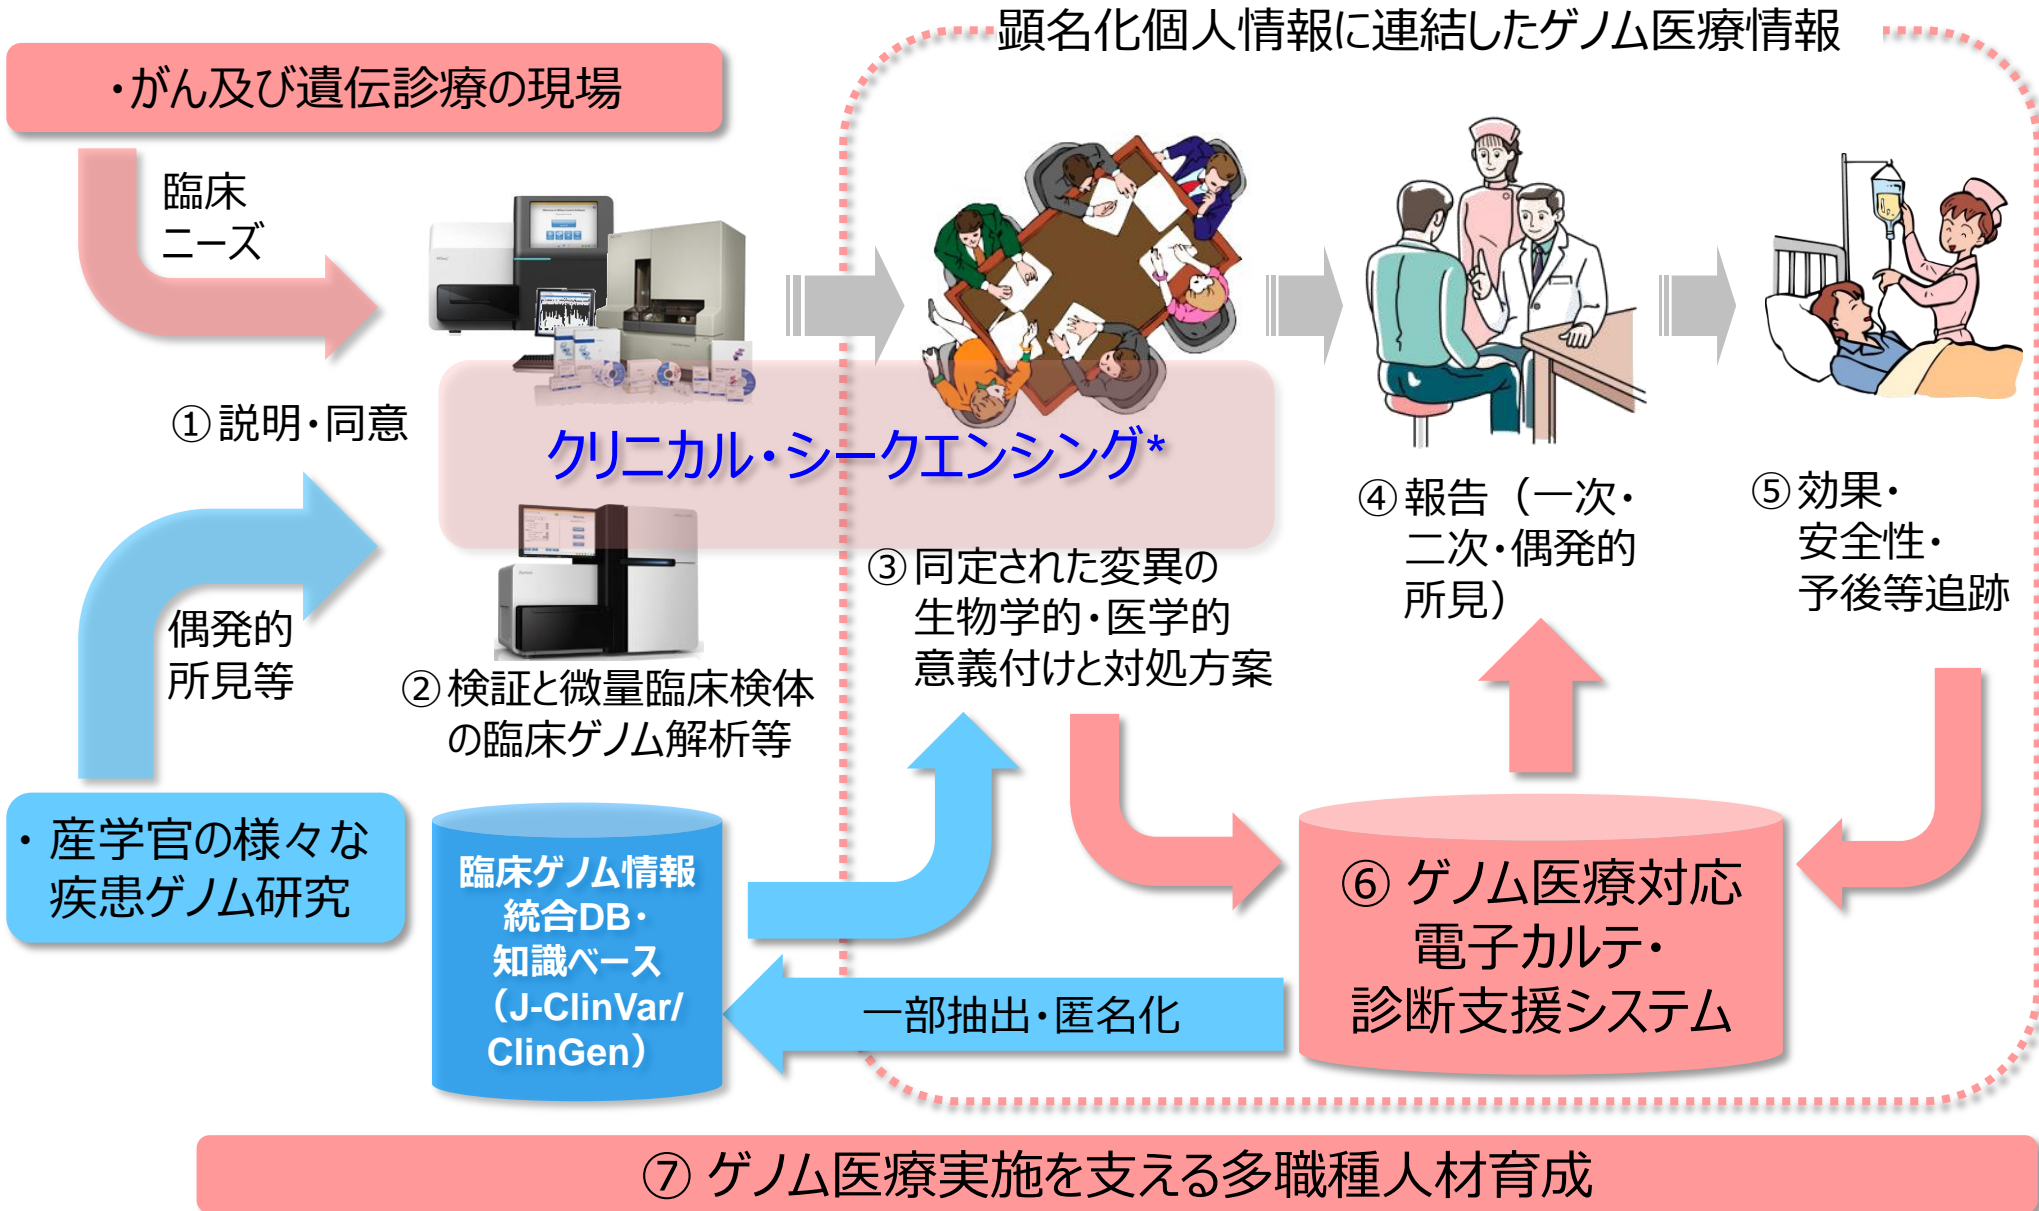 顕名化個人情報に連結したゲノム医療情報
・がん及び遺伝診療の現場
臨床
ニーズ
①説明・同意
クリニカル・シークエンシング*
偶発的
所見等
②検証と微量臨床検体
の臨床ゲノム解析等
③同定された変異の
生物学的・医学的
意義付けと対処方案
④報告（一次・
二次・偶発的
所見）
⑤効果・
安全性・
予後等追跡
・産学官の様々な
疾患ゲノム研究
臨床ゲノム情報
統合DB・
知識ベース
（J-ClinVar/
ClinGen）
一部抽出・匿名化
⑥ ゲノム医療対応
電子カルテ・
診断支援システム
⑦ ゲノム医療実施を支える多職種人材育成